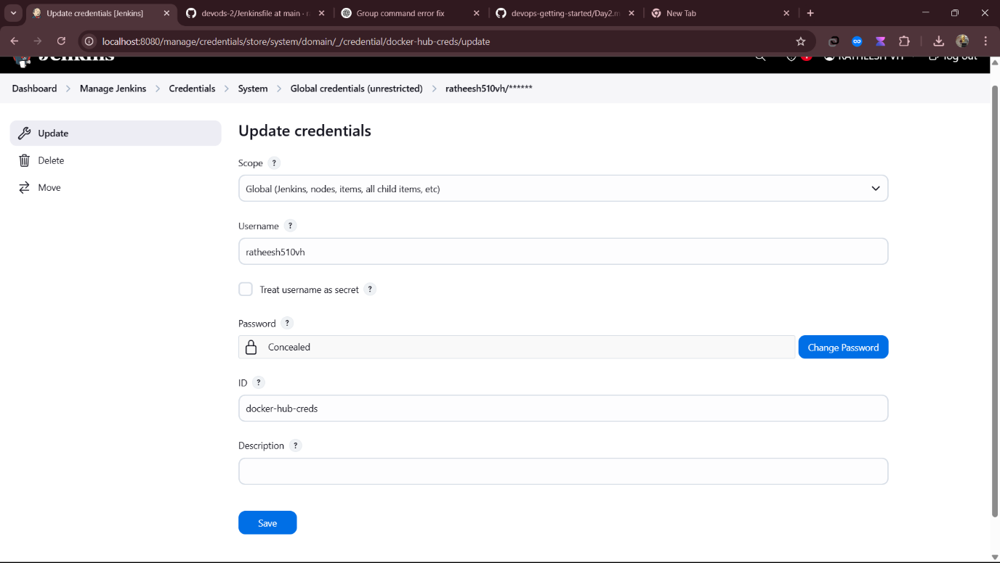 Update credentials [Jenkins]
devods-2/Jenkinsfile at main ·
Group command error fix
devops-getting-started/Day2.m
New Tab
localhost:8080/manage/credentials/store/system/domain/_/credential/docker-hub-creds/update
Jenkins
RATHEESH VH
log out
Dashboard
Manage Jenkins
Credentials
System
Global credentials (unrestricted)
ratheesh510vh/******
Update
Delete
Move
Update credentials
Scope ?
Global (Jenkins, nodes, items, all child items, etc)
Username ?
ratheesh510vh
Treat username as secret ?
Password ?
Concealed
Change Password
ID ?
docker-hub-creds
Description ?
Save